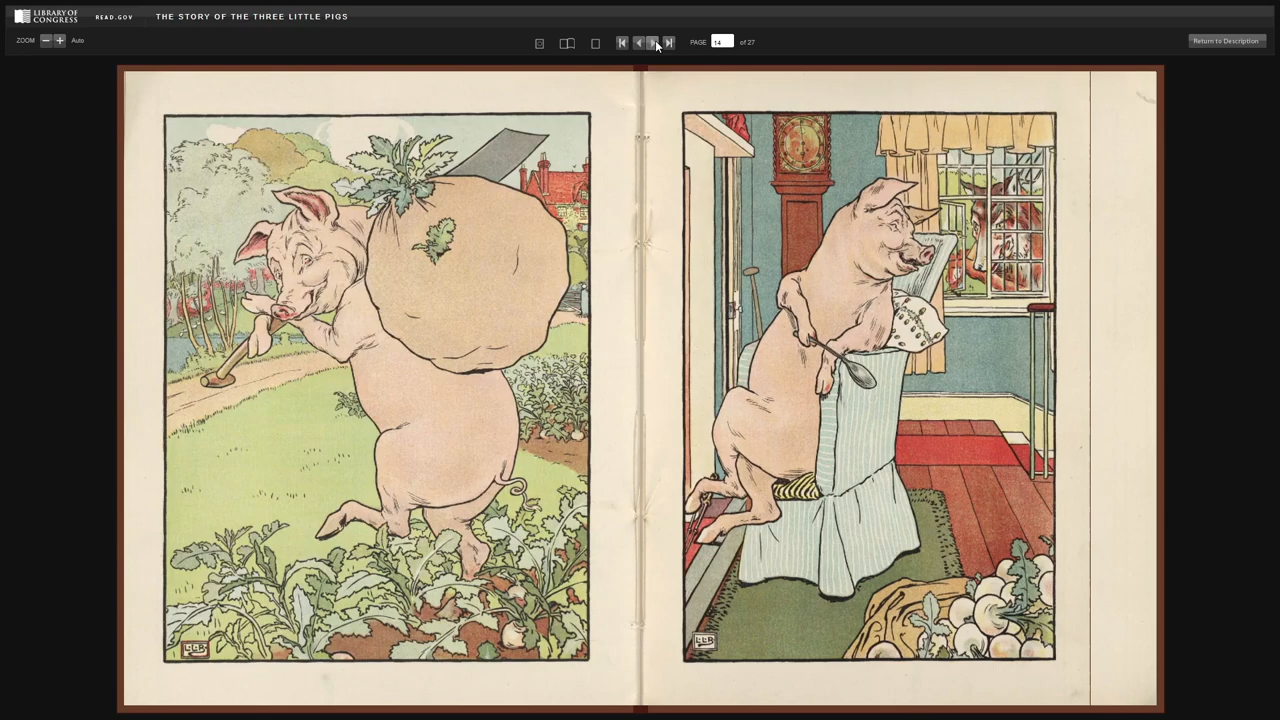 LIBRARY OF CONGRESS
READ.GOV
THE STORY OF THE THREE LITTLE PIGS
ZOOM
Auto
PAGE
14
of 27
Return to Description
L.L.B.
L.L.B